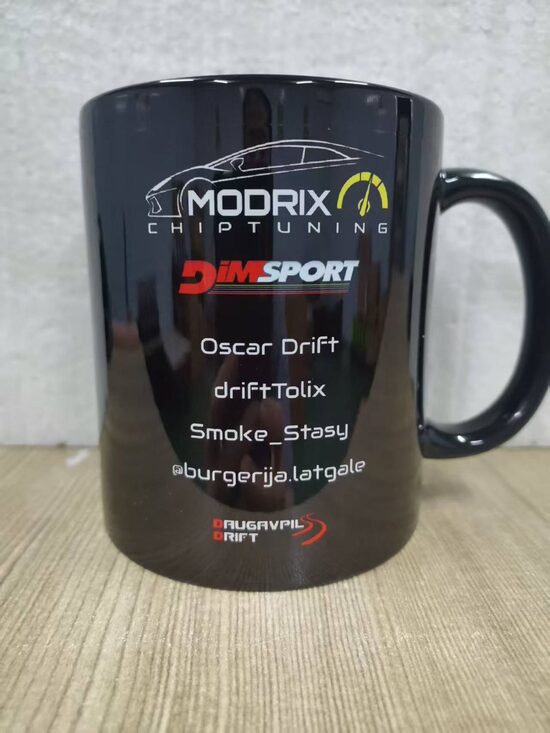 MODRIX
CHIPTUNING
DiMSPORT
Oscar Drift
driftTolix
Smoke_Stasy
@burgerija.latgale
DAUGAVPILS
DRIFT